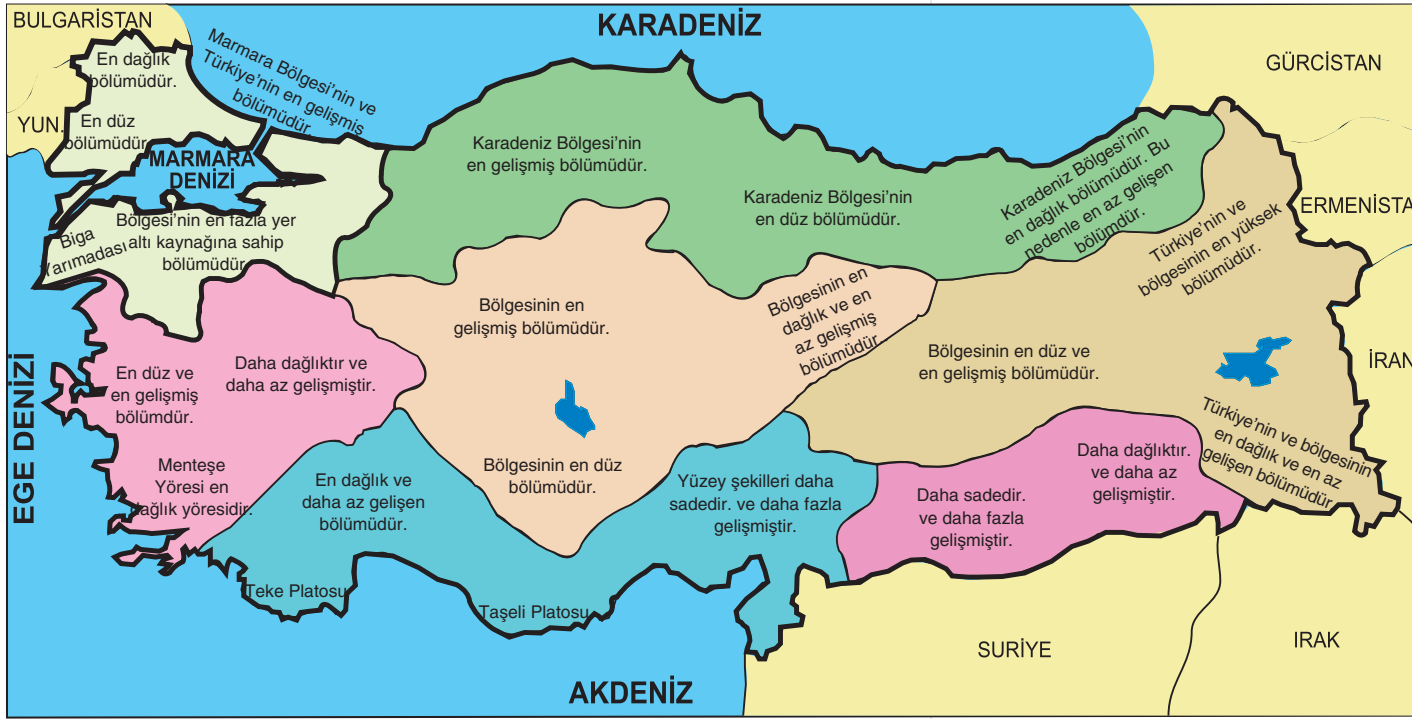 BULGARİSTAN
KARADENİZ
GÜRCİSTAN
En dağlık
bölümüdür.
Marmara Bölgesi’nin ve
Türkiye’nin en gelişmiş
bölümüdür.
YUN.
En düz
bölümüdür.
MARMARA
DENİZİ
Karadeniz Bölgesi’nin
en gelişmiş bölümüdür.
Karadeniz Bölgesi’nin
en düz bölümüdür.
Karadeniz Bölgesi’nin
en dağlık bölümüdür. Bu
nedenle en az gelişen
bölümdür.
ERMENİSTA
Biga
Yarımadası
Bölgesi’nin en fazla yer
altı kaynağına sahip
bölümüdür.
Türkiye’nin ve
bölgesinin en yüksek
bölümüdür.
Bölgesinin en
gelişmiş bölümüdür.
Bölgesinin en
dağlık ve en
az gelişmiş
bölümüdür.
Bölgesinin en düz ve
en gelişmiş bölümüdür.
İRAN
EGE DENİZİ
En düz ve
en gelişmiş
bölümdür.
Daha dağlıktır ve
daha az gelişmiştir.
Türkiye’nin ve bölgesinin
en dağlık ve en az
gelişen bölümüdür
Menteşe
Yöresi en
dağlık yöresidir.
En dağlık ve
daha az gelişen
bölümüdür.
Bölgesinin en düz
bölümüdür.
Yüzey şekilleri daha
sadedir. ve daha fazla
gelişmiştir.
Daha sadedir.
ve daha fazla
gelişmiştir.
Daha dağlıktır.
ve daha az
gelişmiştir.
Teke Platosu
Taşeli Platosu
SURİYE
IRAK
AKDENİZ